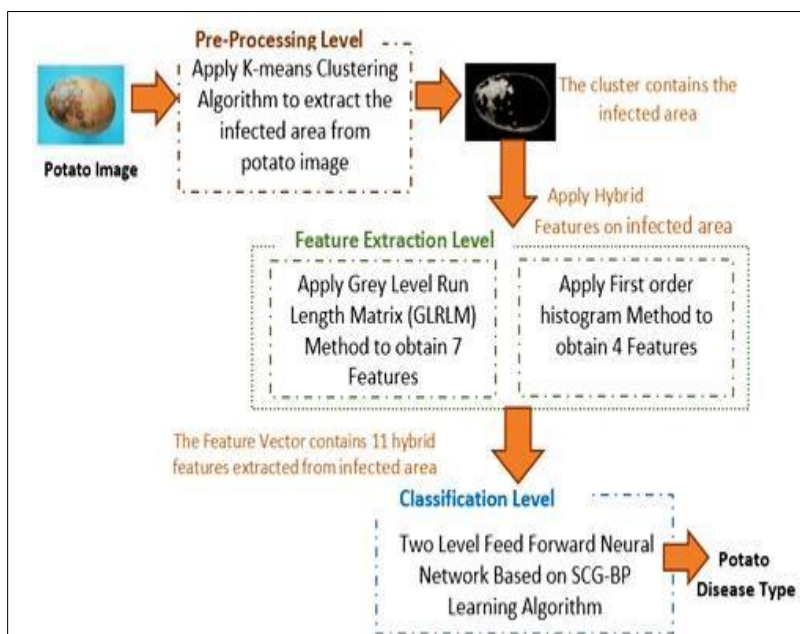 Pre-Processing Level
Apply K-means Clustering
Algorithm to extract the
infected area from
potato image
Potato Image
The cluster contains the
infected area
Apply Hybrid
Features on infected area
Feature Extraction Level
Apply Grey Level Run
Length Matrix (GLRLM)
Method to obtain 7
Features
Apply First order
histogram Method to
obtain 4 Features
The Feature Vector contains 11 hybrid
features extracted from infected area
Classification Level
Two Level Feed Forward Neural
Network Based on SCG-BP
Learning Algorithm
Potato
Disease Type